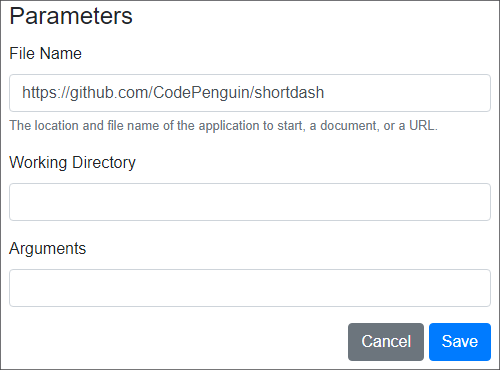 Parameters
File Name
https://github.com/CodePenguin/shortdash
The location and file name of the application to start, a document, or a URL.
Working Directory
Arguments
Cancel Save